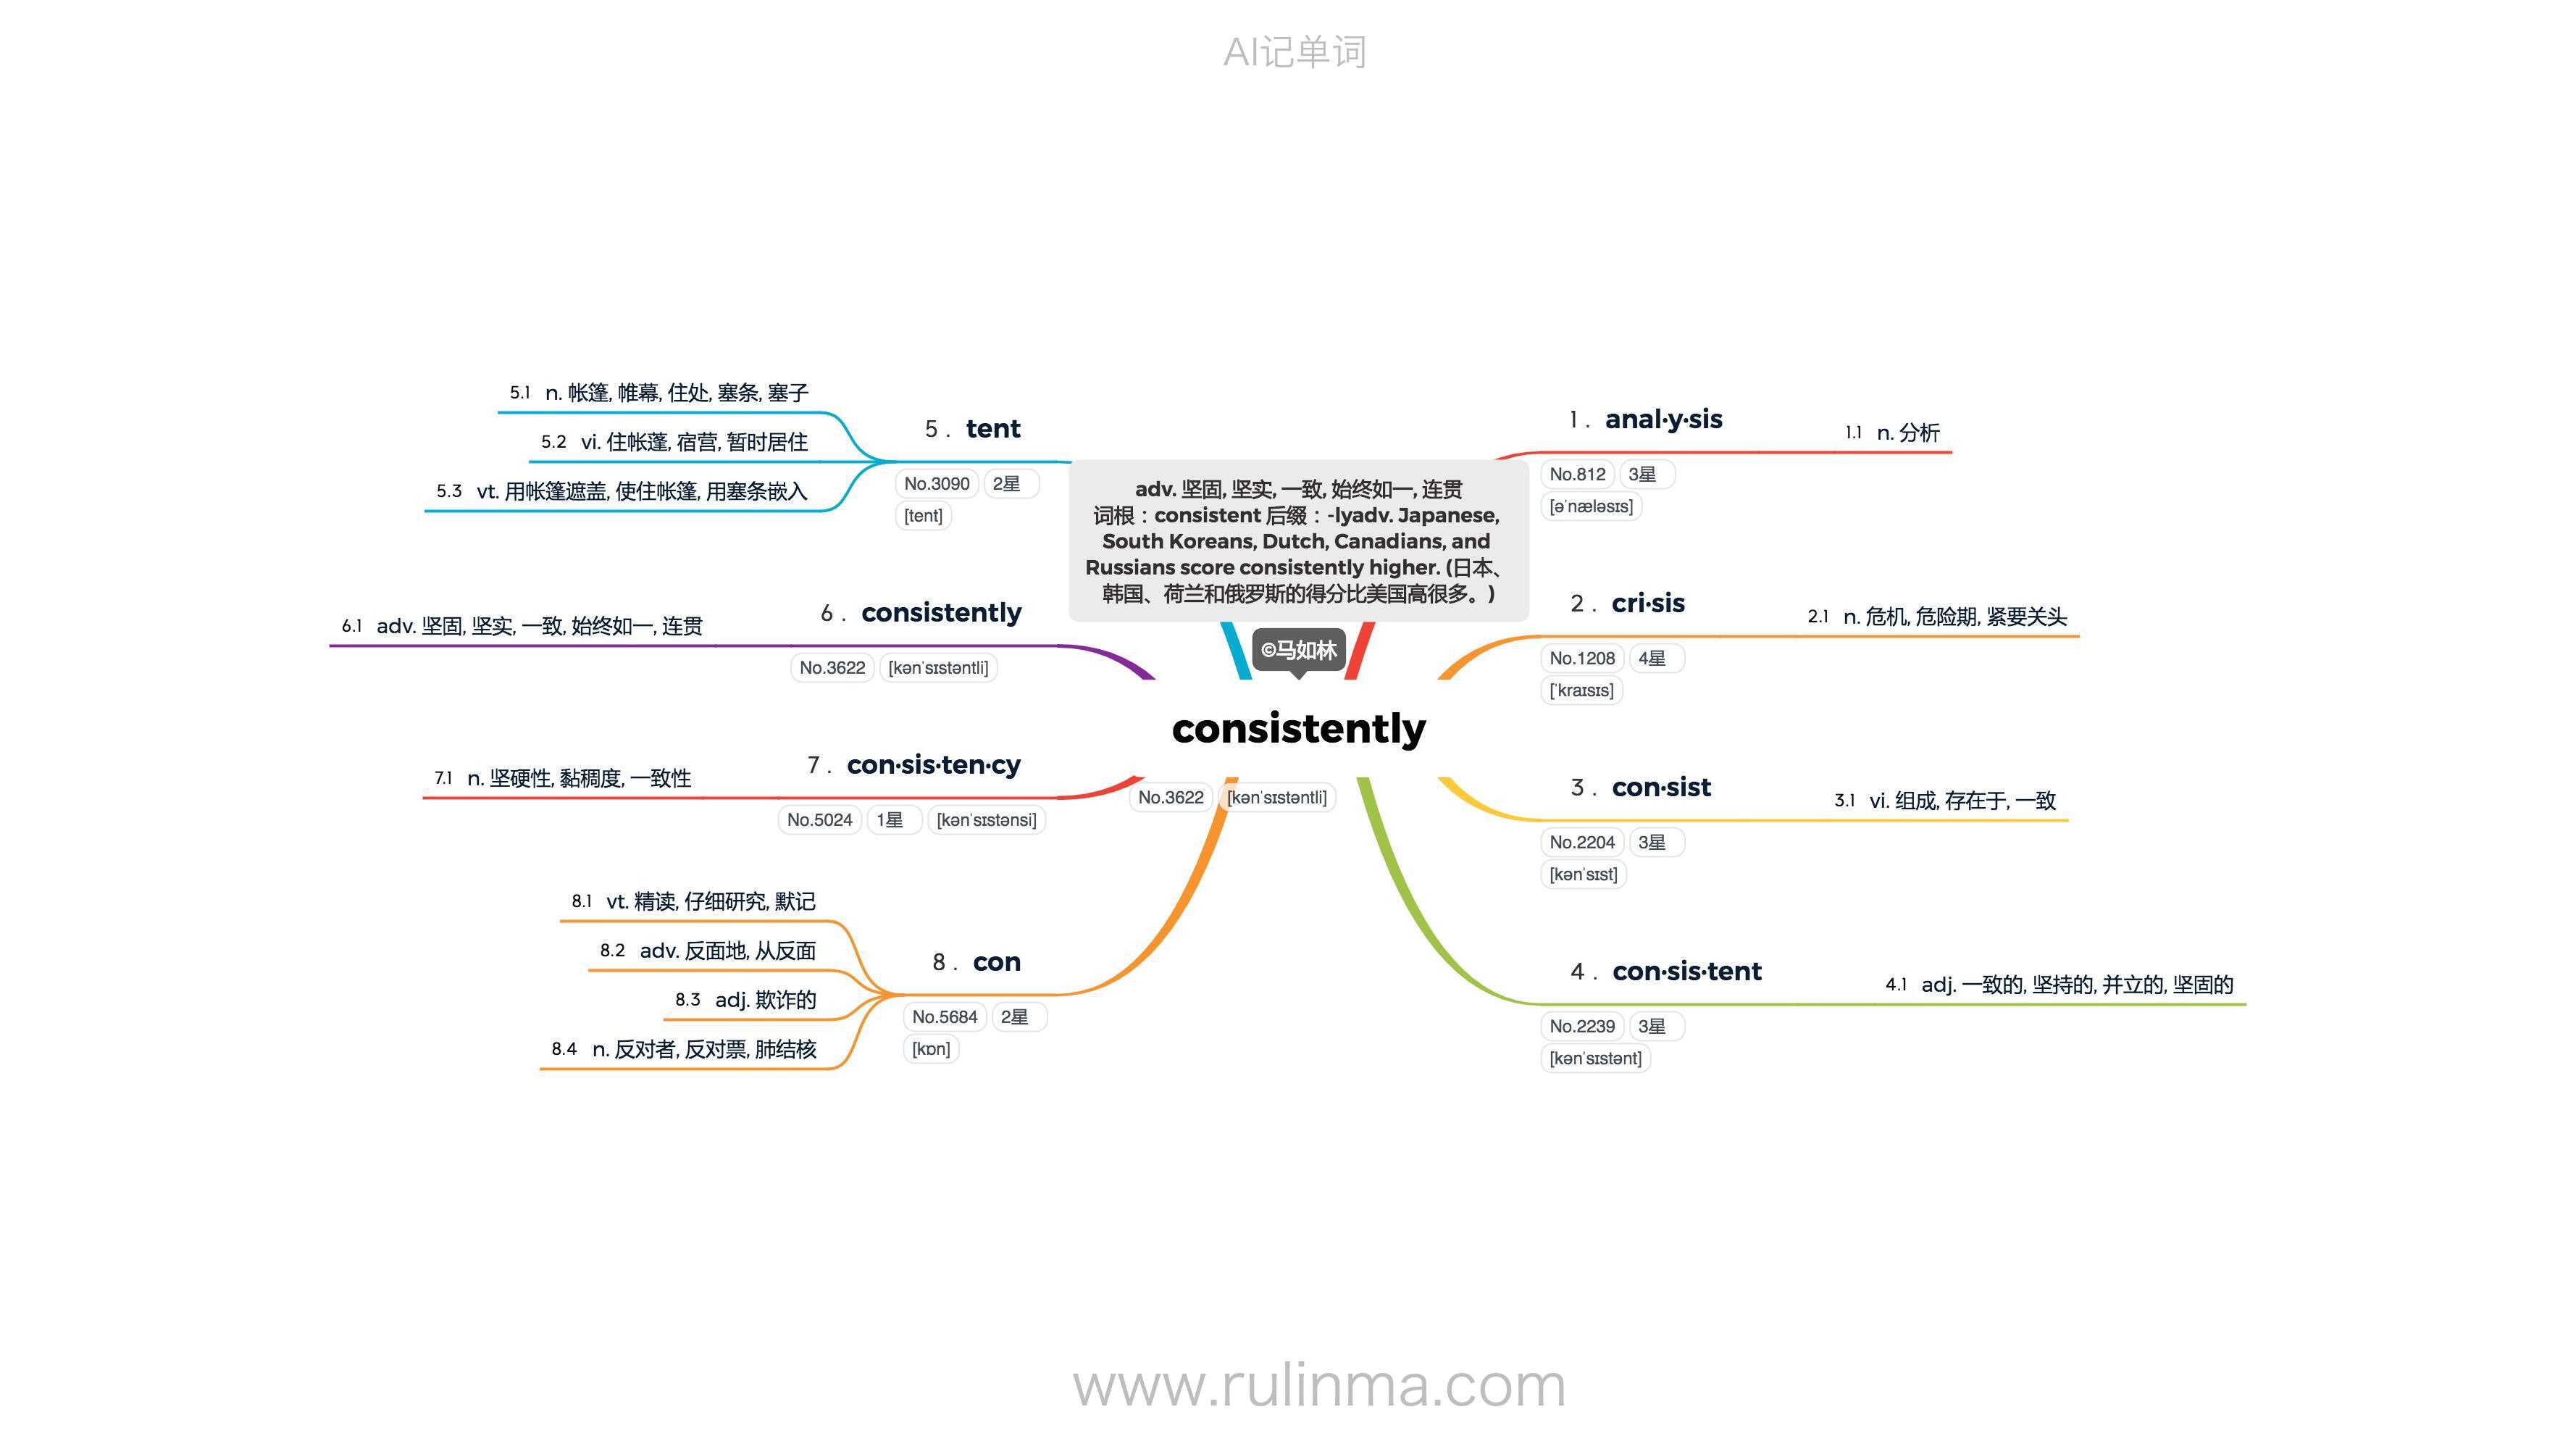 AI记单词
adv. 坚固, 坚实, 一致, 始终如一, 连贯
词根：consistent 后缀：-lyadv. Japanese,
South Koreans, Dutch, Canadians, and
Russians score consistently higher. (日本、
韩国、荷兰和俄罗斯的得分比美国高很多。)
©马如林
consistently
No.3622 [kənˈsɪstəntli]
1 . anal·y·sis
No.812 3星
[əˈnæləsɪs]
1.1 n. 分析
2 . cri·sis
No.1208 4星
[ˈkraɪsɪs]
2.1 n. 危机, 危险期, 紧要关头
3 . con·sist
No.2204 3星
[kənˈsɪst]
3.1 vi. 组成, 存在于, 一致
4 . con·sis·tent
No.2239 3星
[kənˈsɪstənt]
4.1 adj. 一致的, 坚持的, 并立的, 坚固的
5 . tent
No.3090 2星
[tent]
5.1 n. 帐篷, 帷幕, 住处, 塞条, 塞子
5.2 vi. 住帐蓬, 宿营, 暂时居住
5.3 vt. 用帐篷遮盖, 使住帐篷, 用塞条嵌入
6 . consistently
No.3622 [kənˈsɪstəntli]
6.1 adv. 坚固, 坚实, 一致, 始终如一, 连贯
7 . con·sis·ten·cy
No.5024 1星 [kənˈsɪstənsi]
7.1 n. 坚硬性, 黏稠度, 一致性
8 . con
No.5684 2星
[kɒn]
8.1 vt. 精读, 仔细研究, 默记
8.2 adv. 反面地, 从反面
8.3 adj. 欺诈的
8.4 n. 反对者, 反对票, 肺结核
www.rulinma.com